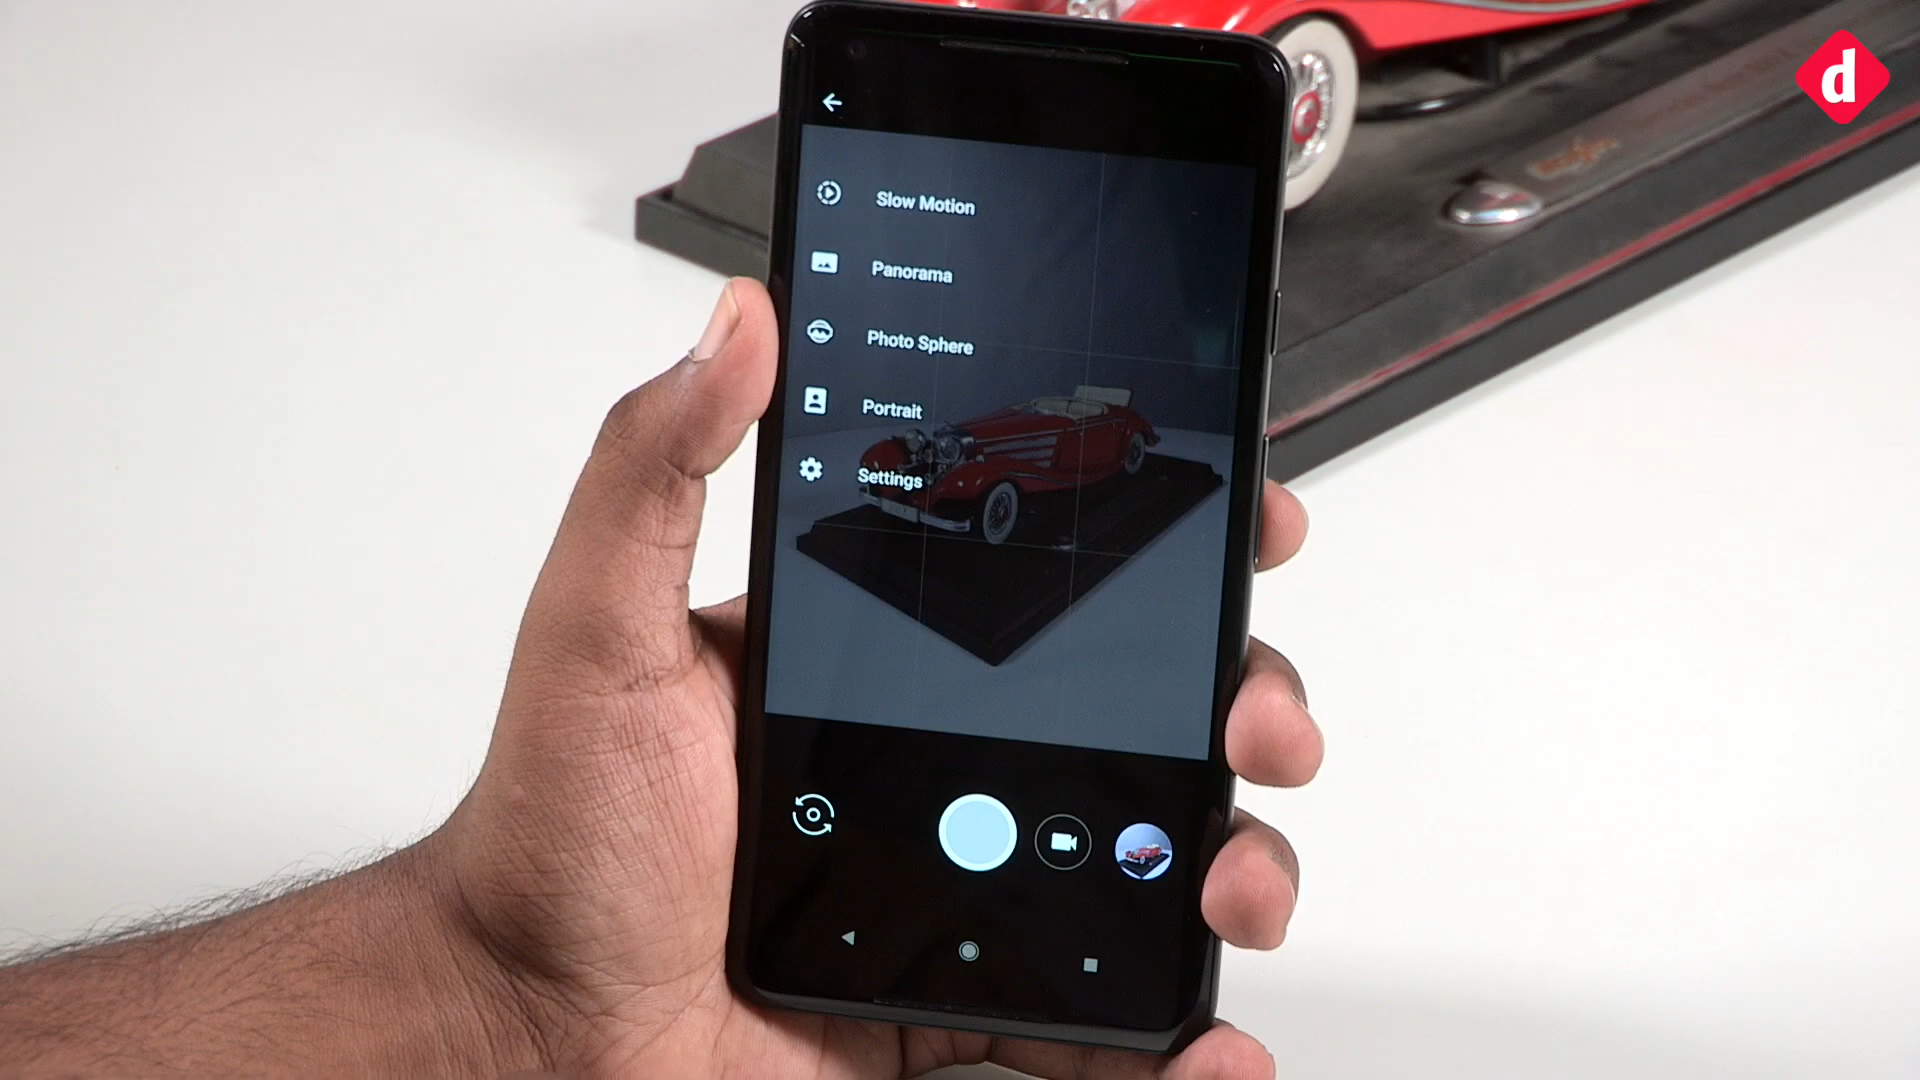 d
Slow Motion
Panorama
Photo Sphere
Portrait
Settings